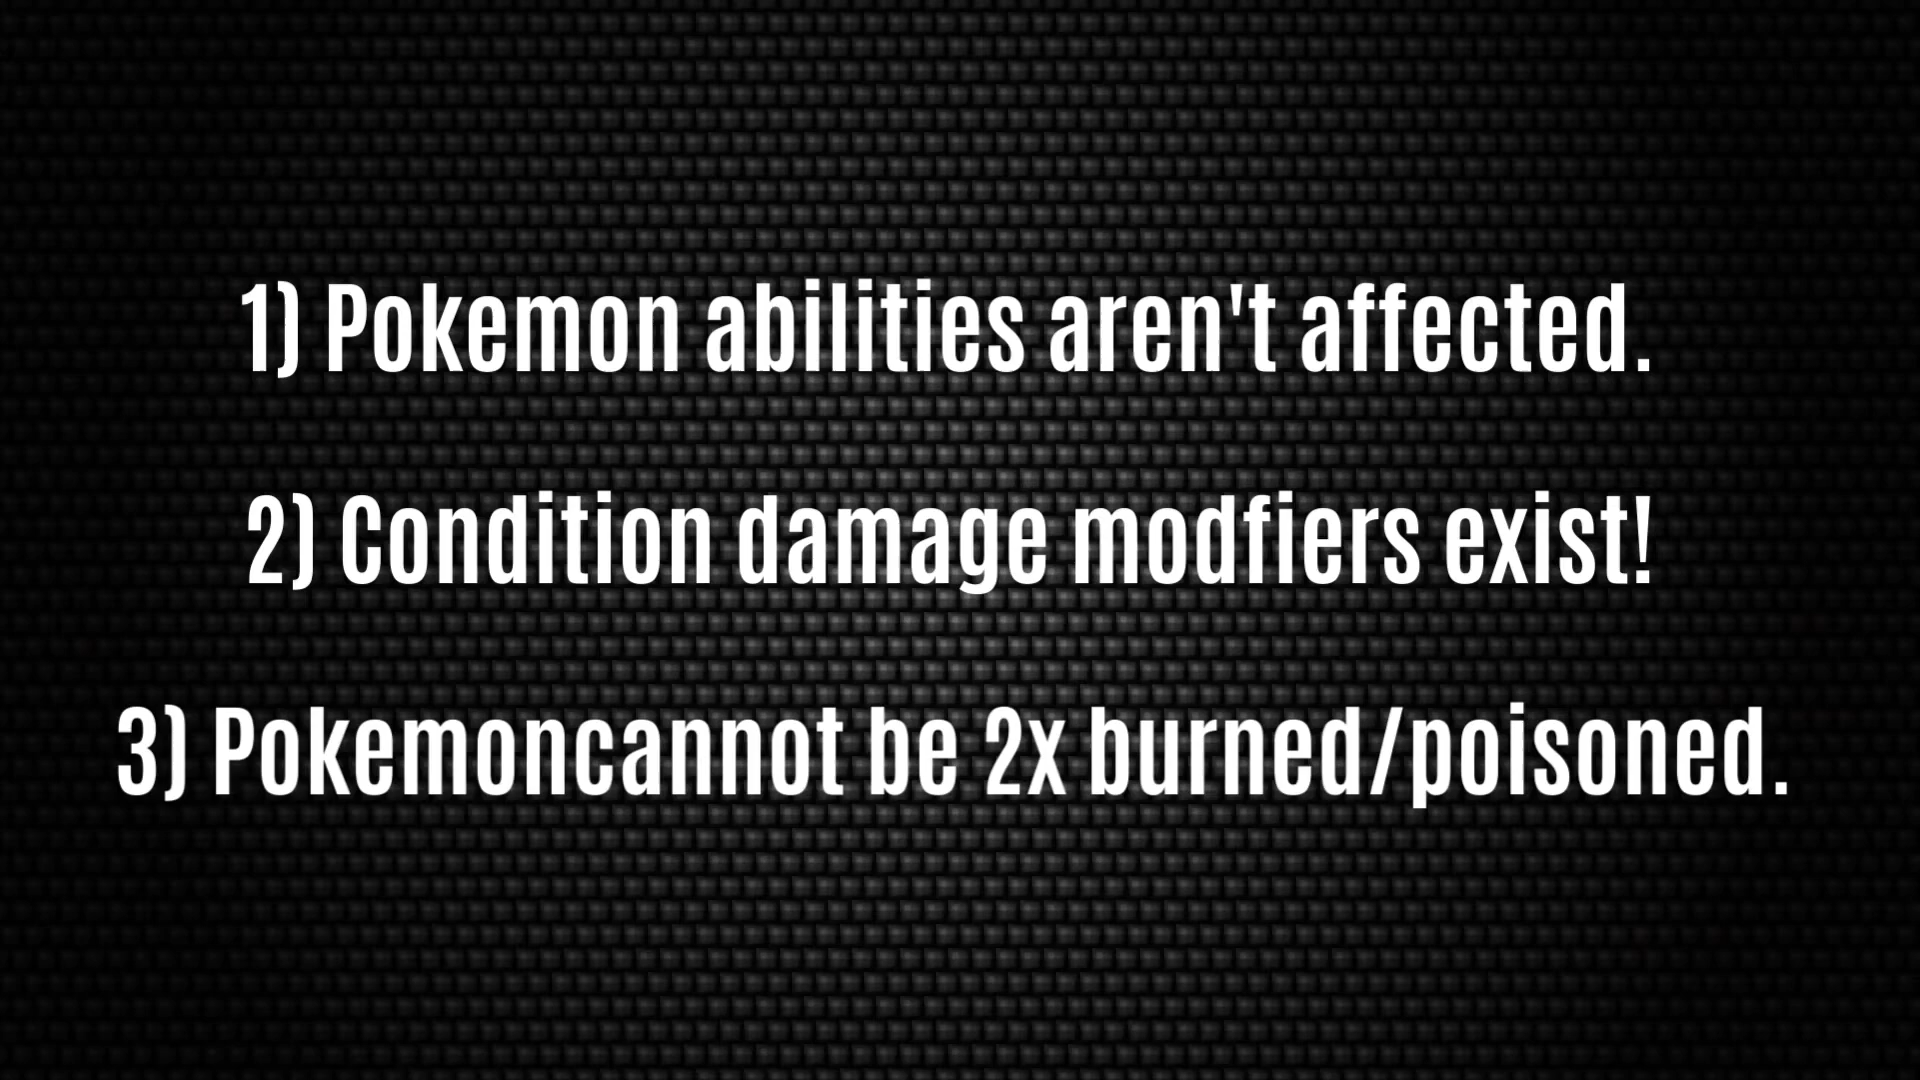 1) Pokemon abilities aren't affected.
2) Condition damage modfiers exist!
3) Pokemoncannot be 2x burned/poisoned.